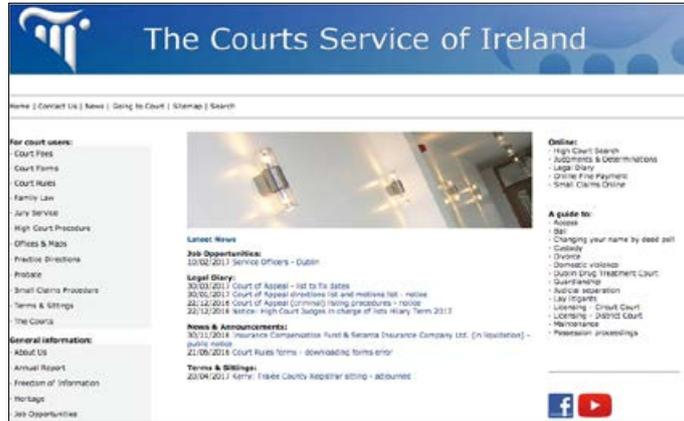 The Courts Service of Ireland
Home | Contact Us | News | Going to Court | Sitemap | Search
For court users:
- Court Fees
- Court Forms
- Court Rules
- Family Law
- Jury Service
- High Court Procedure
- Offices & Maps
- Practice Directions
- Probate
- Small Claims Procedure
- Terms & Sittings
- The Courts
General information:
- About Us
- Annual Report
- Freedom of Information
- Heritage
- Job Opportunities
Latest News
Job Opportunities:
10/02/2017 Service Officers - Dublin
Legal Diary:
30/03/2017 Court of Appeal - list to fix dates
30/01/2017 Court of Appeal directions list and motions list - notice
22/12/2016 Court of Appeal (criminal) listing procedures - notice
22/12/2016 Notice: High Court Judges in charge of lists Hilary Term 2017
News & Announcements:
30/11/2016 Insurance Compensation Fund & Setanta Insurance Company Ltd. (in liquidation) -
public notice
21/06/2016 Court Rules forms - downloading forms error
Terms & Sittings:
20/04/2017 Kerry: Tralee County Registrar sitting - adjourned
Online:
- High Court Search
- Judgments & Determinations
- Legal Diary
- Online Fine Payment
- Small Claims Online
A guide to:
- Access
- Bail
- Changing your name by deed poll
- Custody
- Divorce
- Domestic violence
- Dublin Drug Treatment Court
- Guardianship
- Judicial separation
- Lay litigants
- Licensing - Circuit Court
- Licensing - District Court
- Maintenance
- Possession proceedings